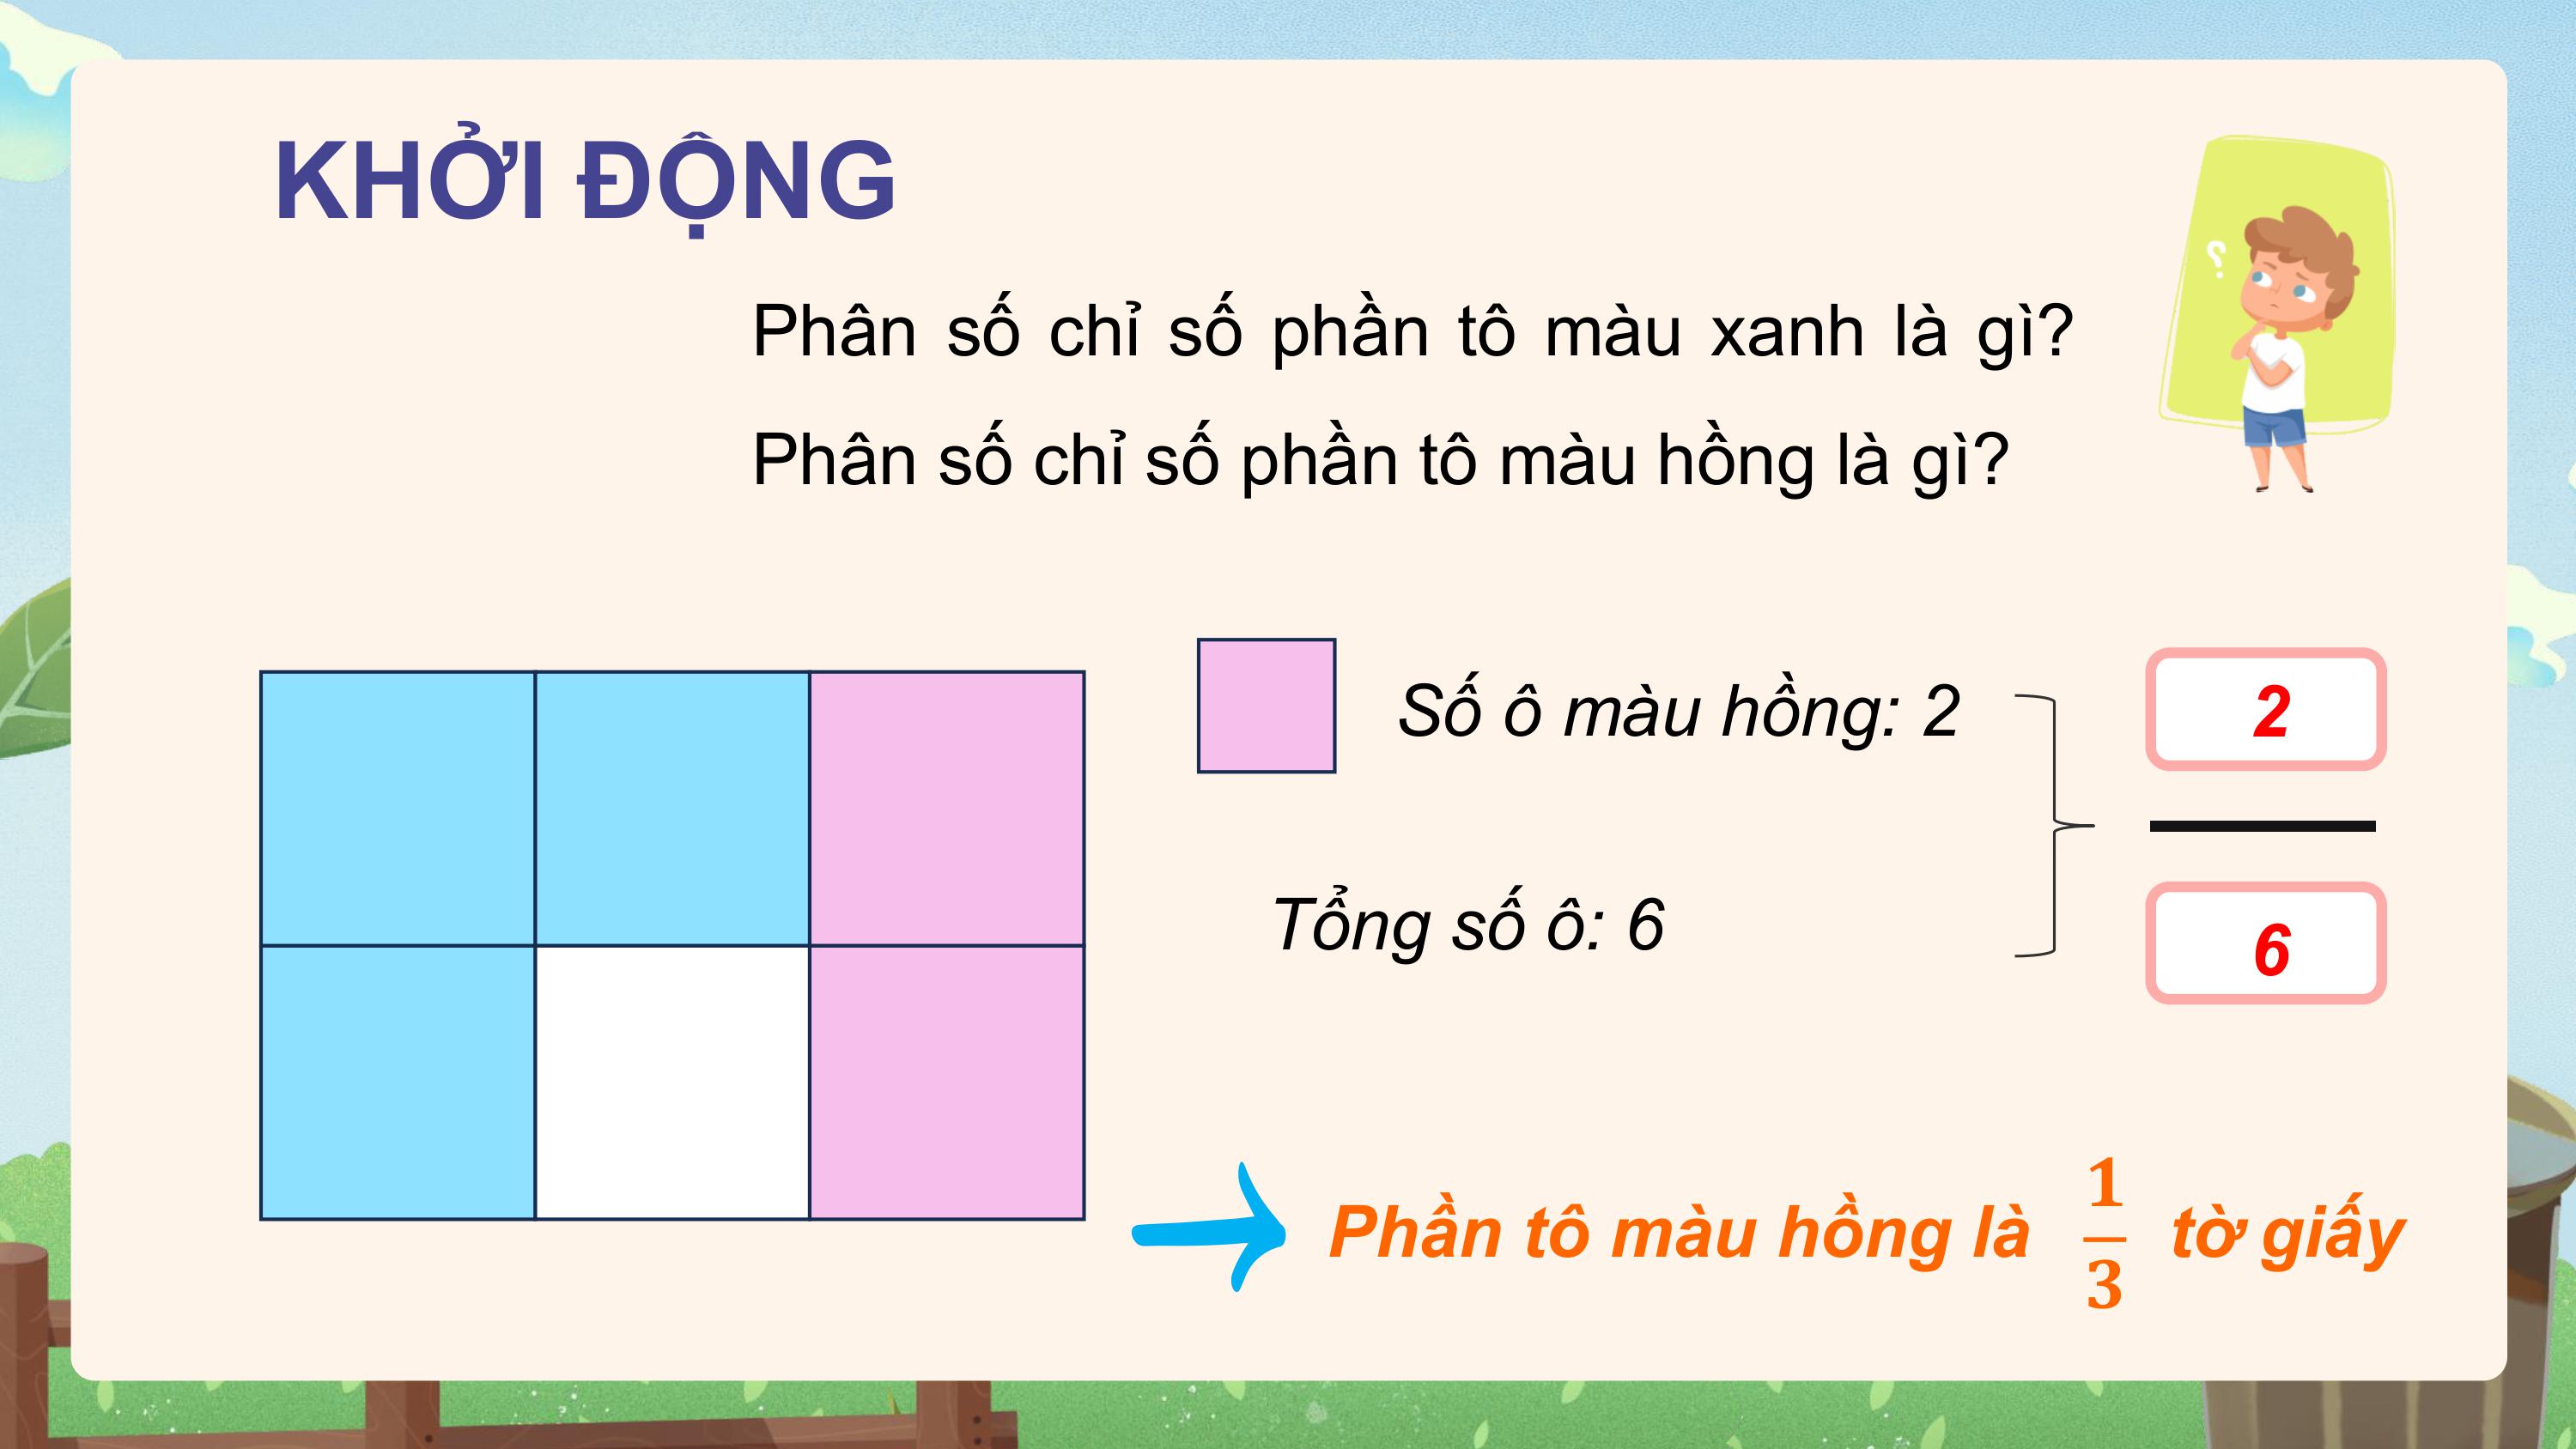 KHỞI ĐỘNG
?
Phân số chỉ số phần tô màu xanh là gì?
Phân số chỉ số phần tô màu hồng là gì?
Số ô màu hồng: 2
2
Tổng số ô: 6
6
Phần tô màu hồng là 1/3 tờ giấy